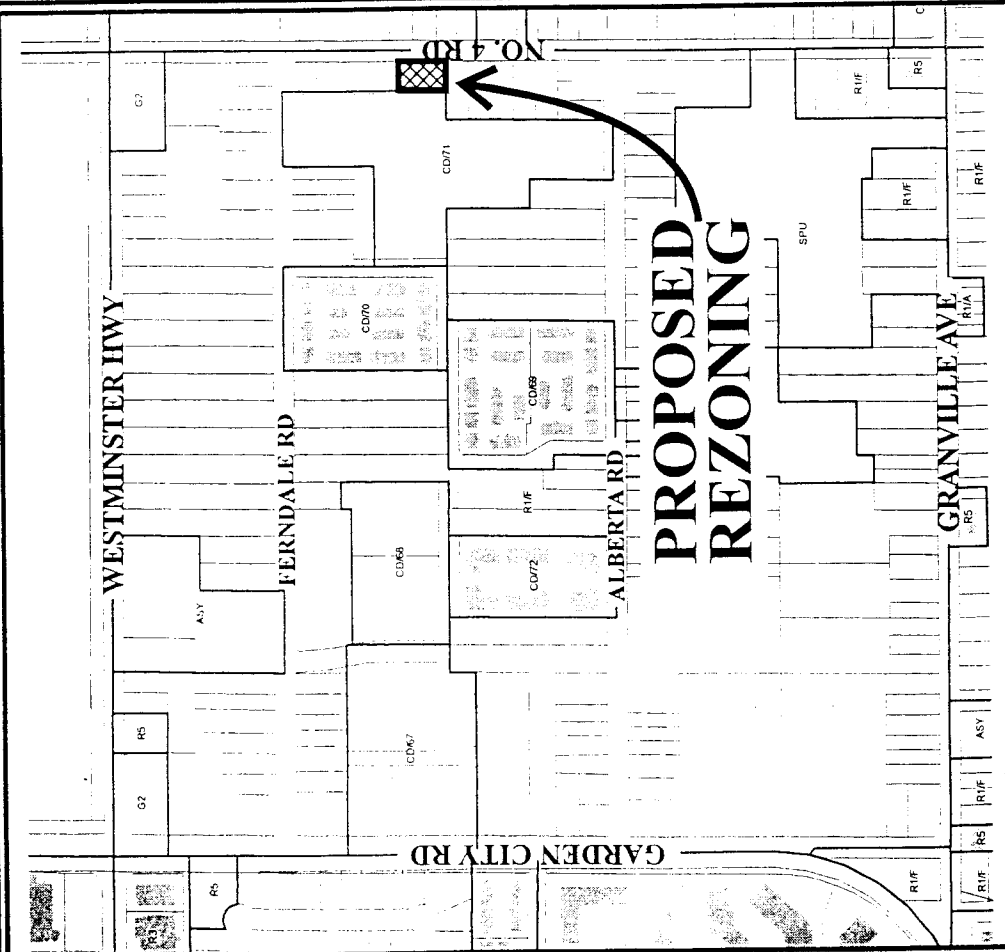 NO. 4 RD
C
G2
R1/F
R5
CD/71
WESTMINSTER HWY
R1/F
R1/F
SPU
CD/70
R1/A
CD/69
PROPOSED
REZONING
GRANVILLE AVE
FERNDALE RD
ALBERTA RD
R1/F
R5
CD/68
CD/72
ASY
R5
CD/67
G2
ASY
R1/F
GARDEN CITY RD
R5
R5
R1/F
R1/F
R3